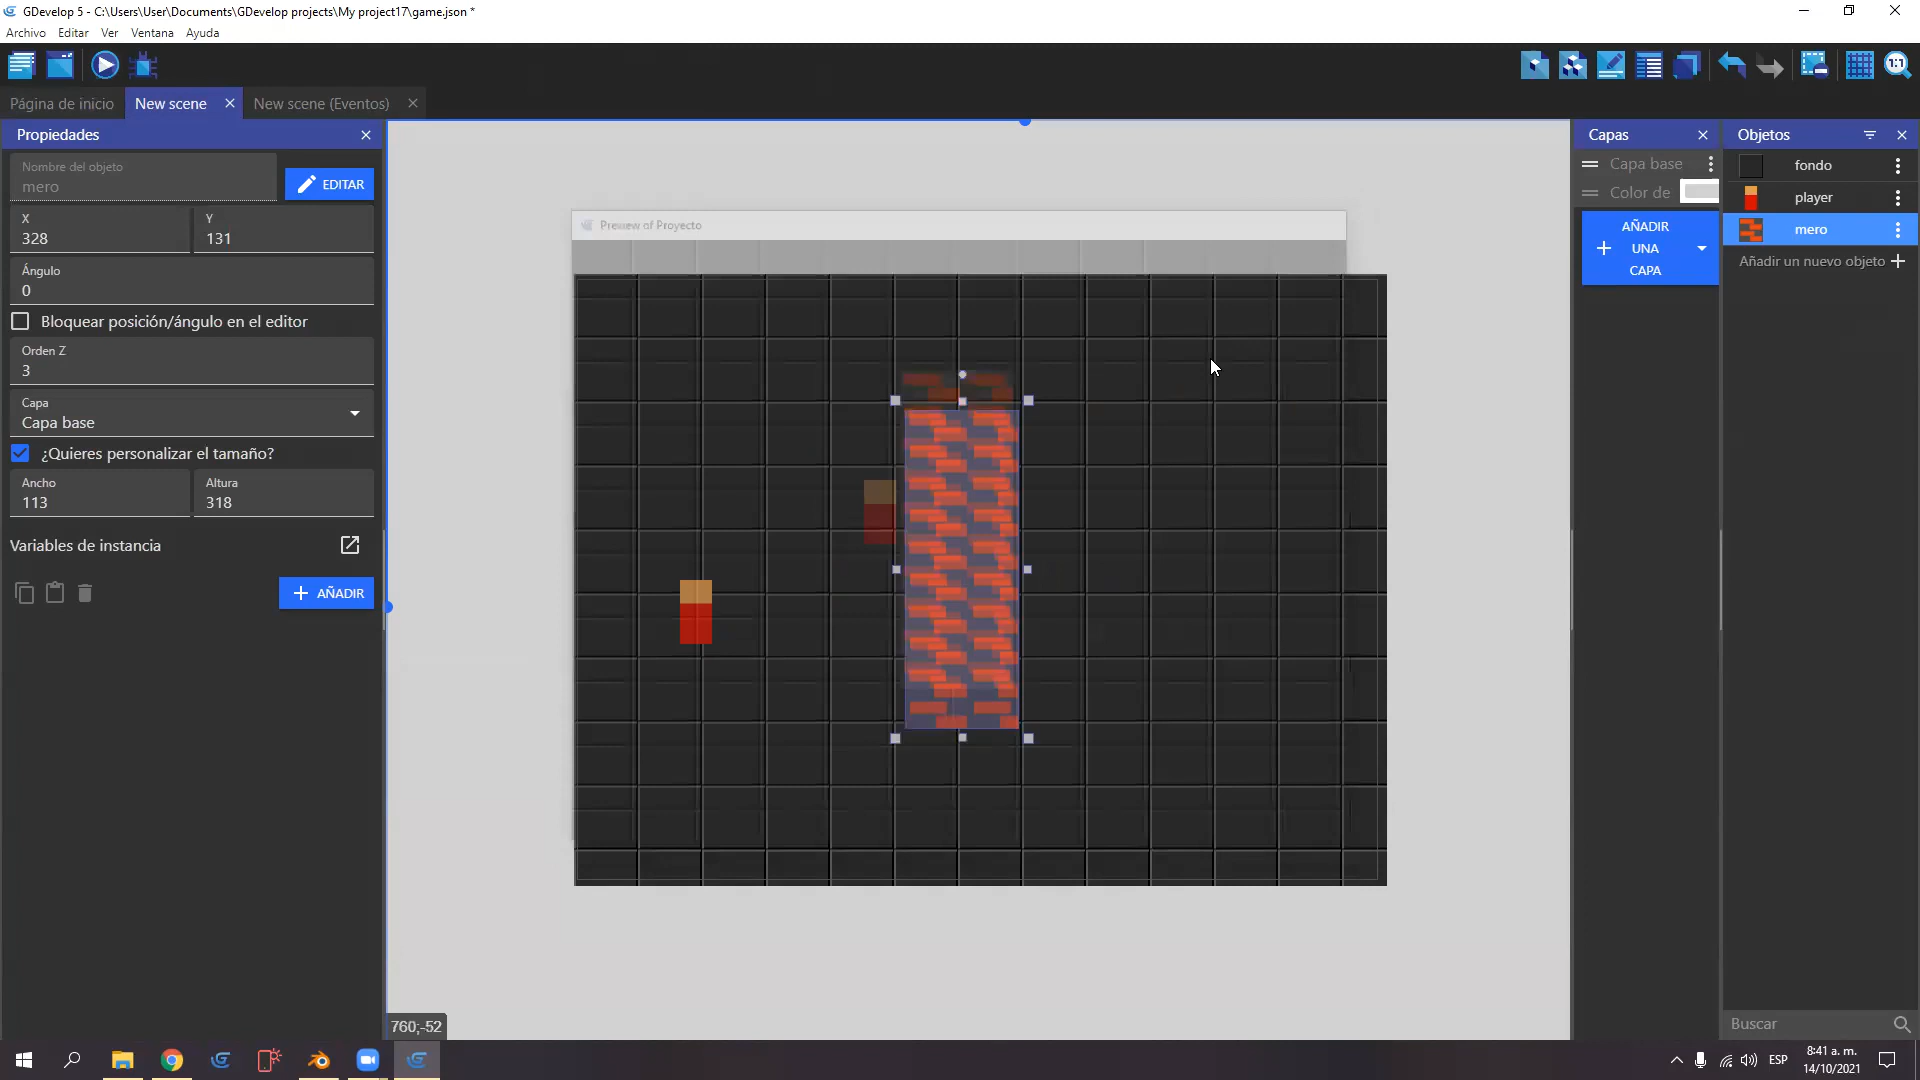 GDevelop 5 - C:\Users\User\Documents\GDevelop projects\My project17\game.json *
Archivo Editar Ver Ventana Ayuda
1:1
Página de inicio
New scene
New scene (Eventos)
Propiedades
Nombre del objeto
mero
EDITAR
X
328
Y
131
Ángulo
0
Bloquear posición/ángulo en el editor
Orden Z
3
Capa
Capa base
¿Quieres personalizar el tamaño?
Ancho
113
Altura
318
Variables de instancia
AÑADIR
Preview of Proyecto
760;-52
Capas
Capa base
Color de
AÑADIR
UNA
CAPA
Objetos
fondo
player
mero
Añadir un nuevo objeto
Buscar
ESP
8:41 a. m.
14/10/2021